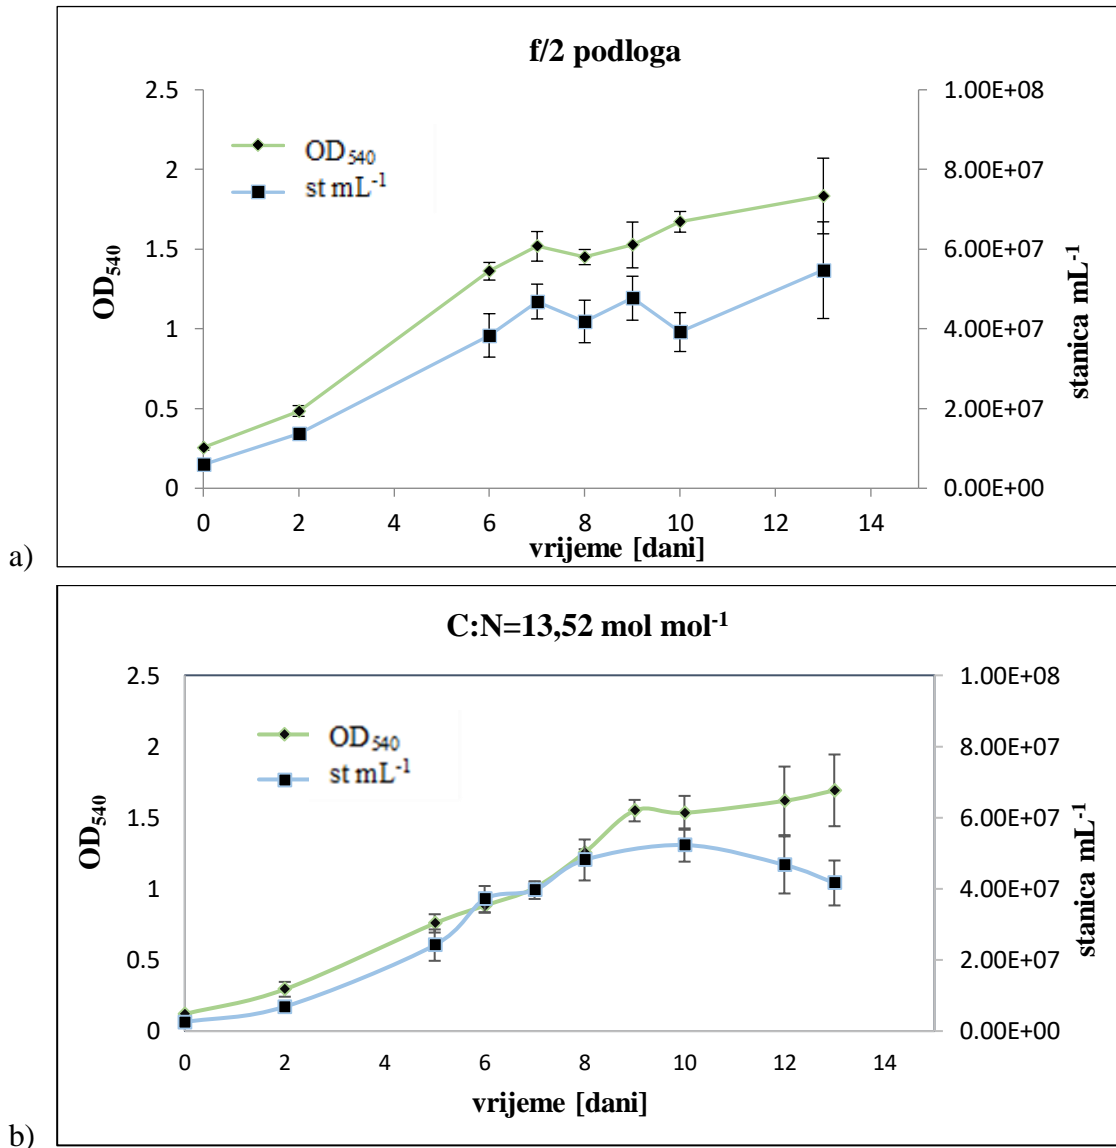 f/2 podloga
2.5
2
1.5
1
0.5
0
OD540
OD540
st mL-1
1.00E+08
8.00E+07
6.00E+07
4.00E+07
2.00E+07
0.00E+00
stanica mL-1
0 2 4 6 8 10 12 14
vrijeme [dani]
a)
C:N=13,52 mol mol-1
2.5
2
1.5
1
0.5
0
OD540
OD540
st mL-1
1.00E+08
8.00E+07
6.00E+07
4.00E+07
2.00E+07
0.00E+00
stanica mL-1
0 2 4 6 8 10 12 14
vrijeme [dani]
b)